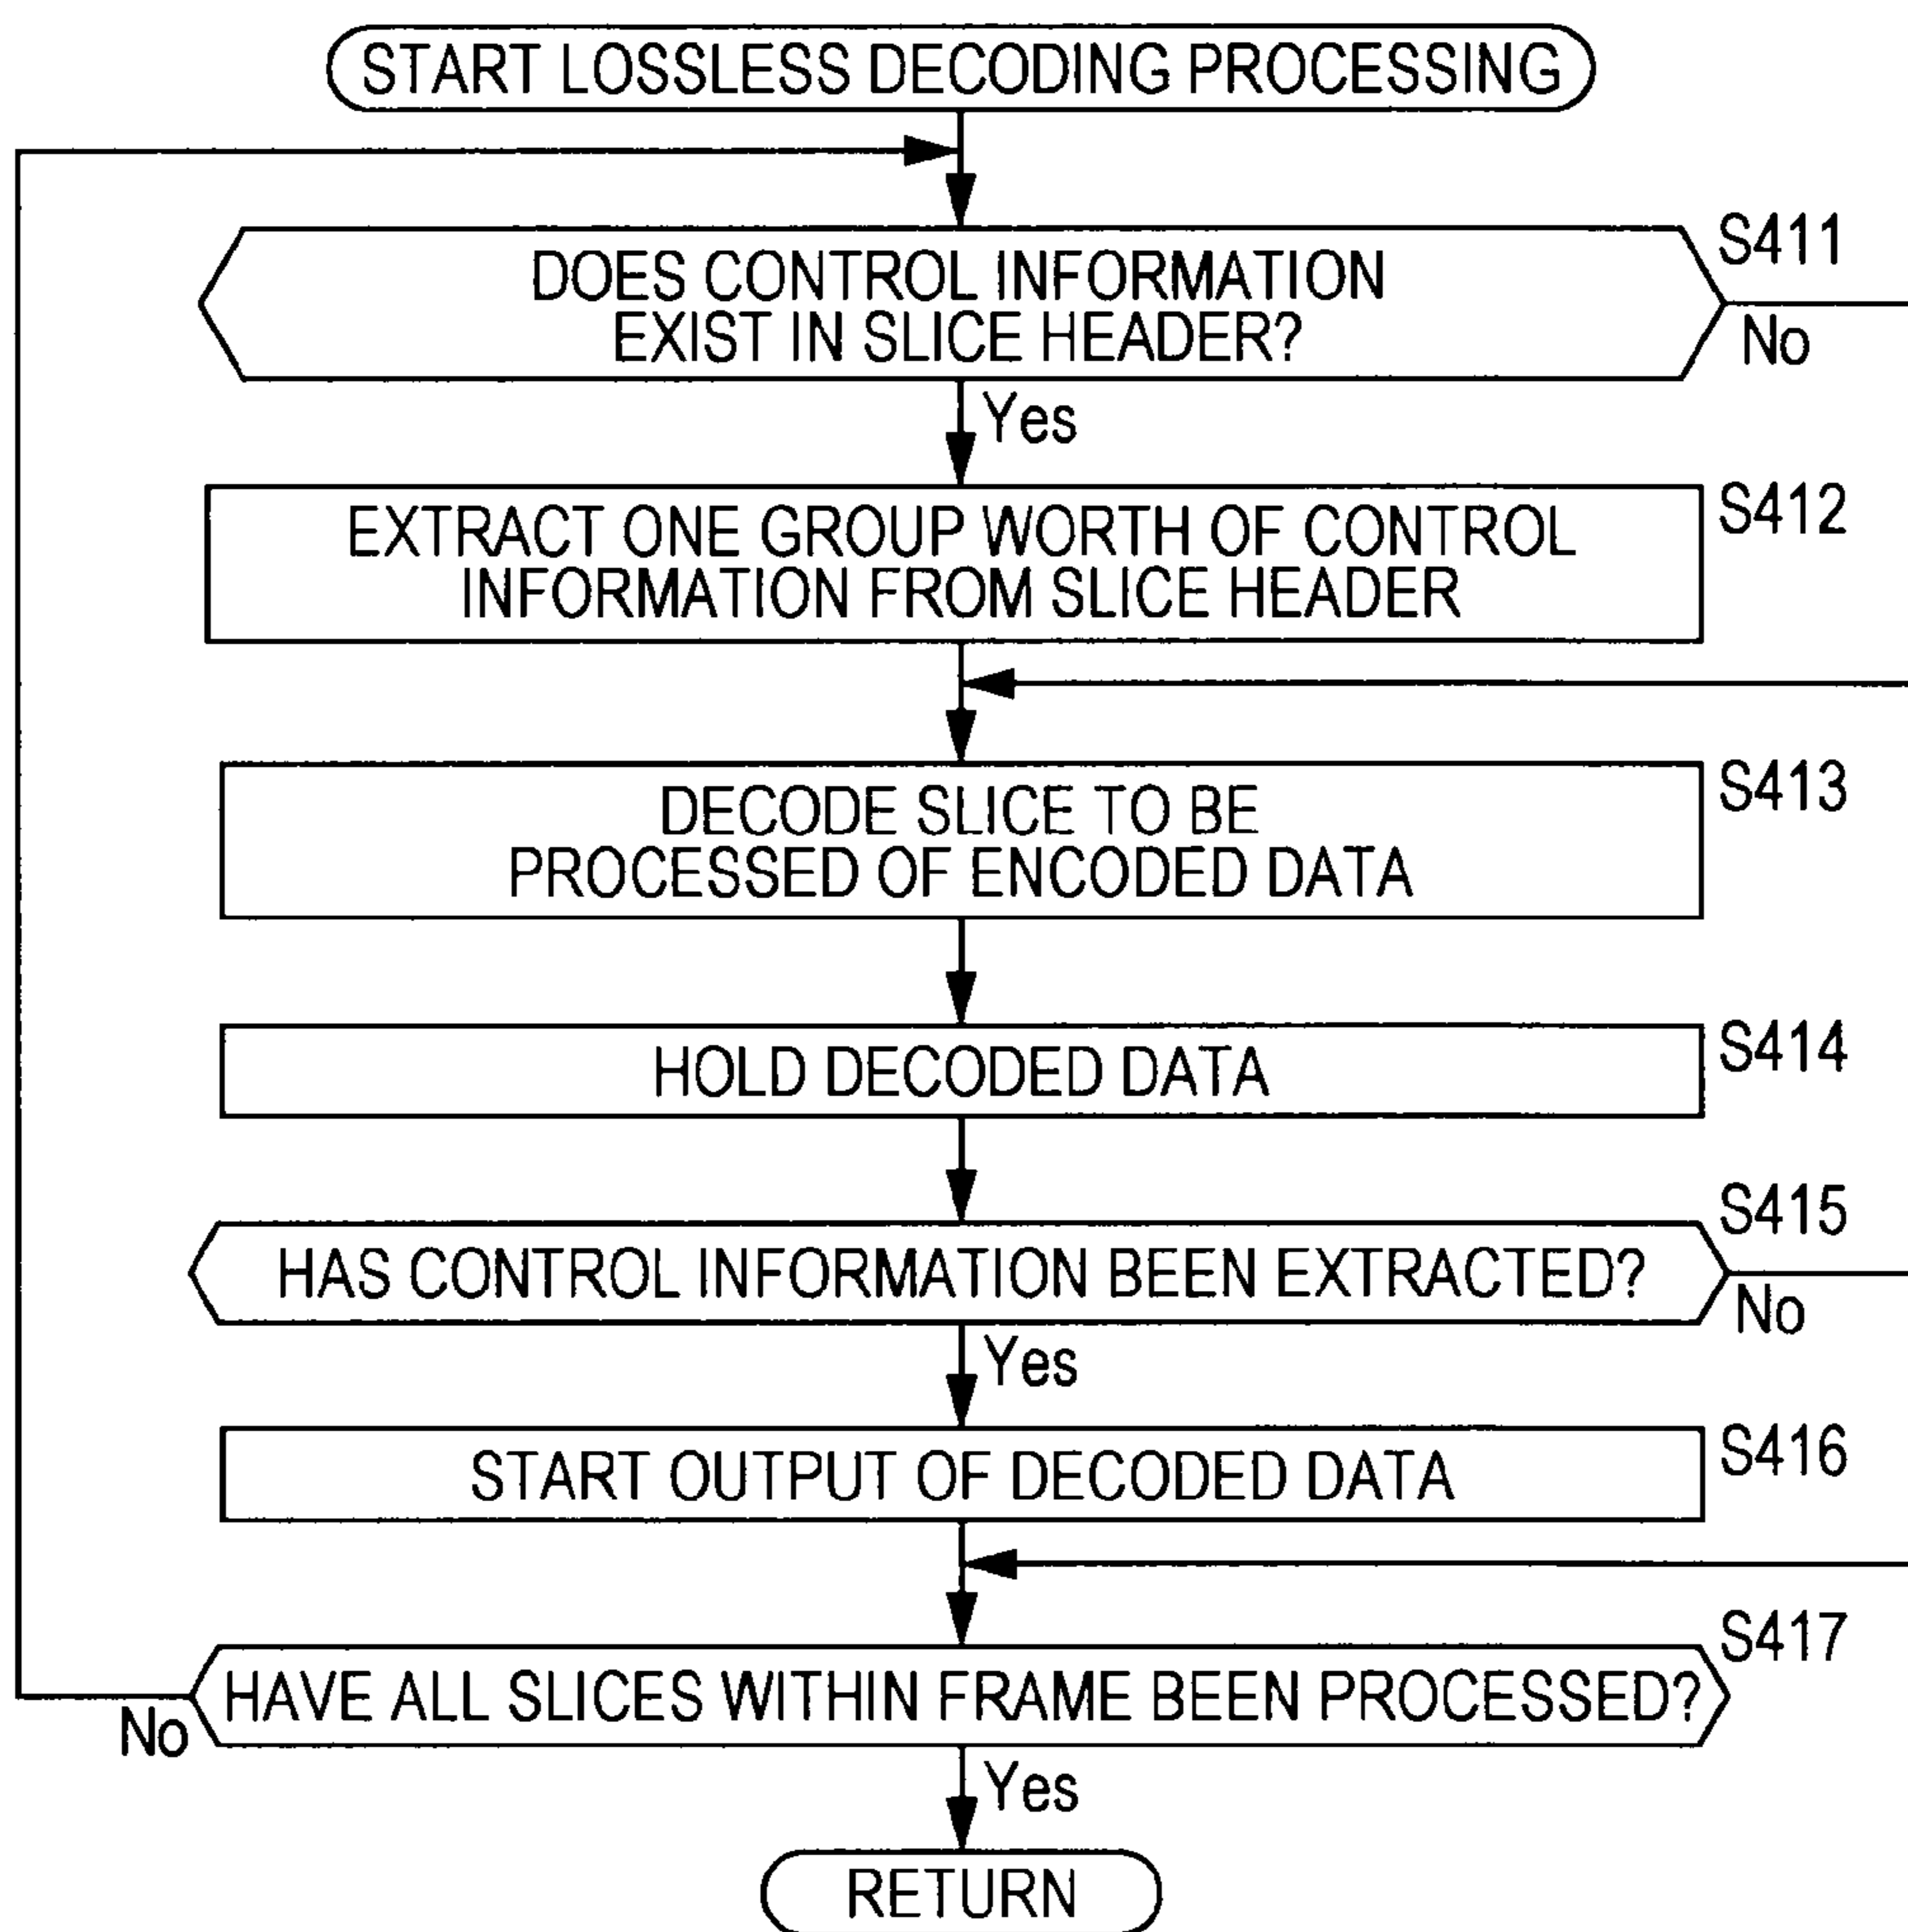 START LOSSLESS DECODING PROCESSING
DOES CONTROL INFORMATION
EXIST IN SLICE HEADER?
S411
No
Yes
EXTRACT ONE GROUP WORTH OF CONTROL
INFORMATION FROM SLICE HEADER
S412
DECODE SLICE TO BE
PROCESSED OF ENCODED DATA
S413
HOLD DECODED DATA
S414
HAS CONTROL INFORMATION BEEN EXTRACTED?
S415
No
Yes
START OUTPUT OF DECODED DATA
S416
HAVE ALL SLICES WITHIN FRAME BEEN PROCESSED?
S417
No
Yes
RETURN